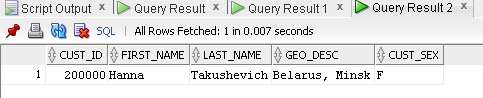 Script Output Query Result Query Result 1 Query Result 2
SQL All Rows Fetched: 1 in 0.007 seconds
CUST_ID FIRST_NAME LAST_NAME GEO_DESC CUST_SEX
1 200000 Hanna Takushevich Belarus, Minsk F